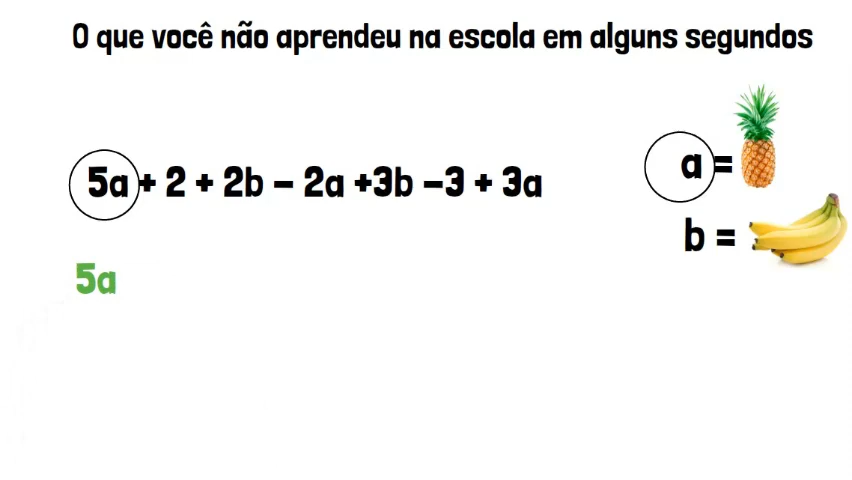 O que você não aprendeu na escola em alguns segundos
5a + 2 + 2b – 2a +3b –3 + 3a
a =
b =
5a